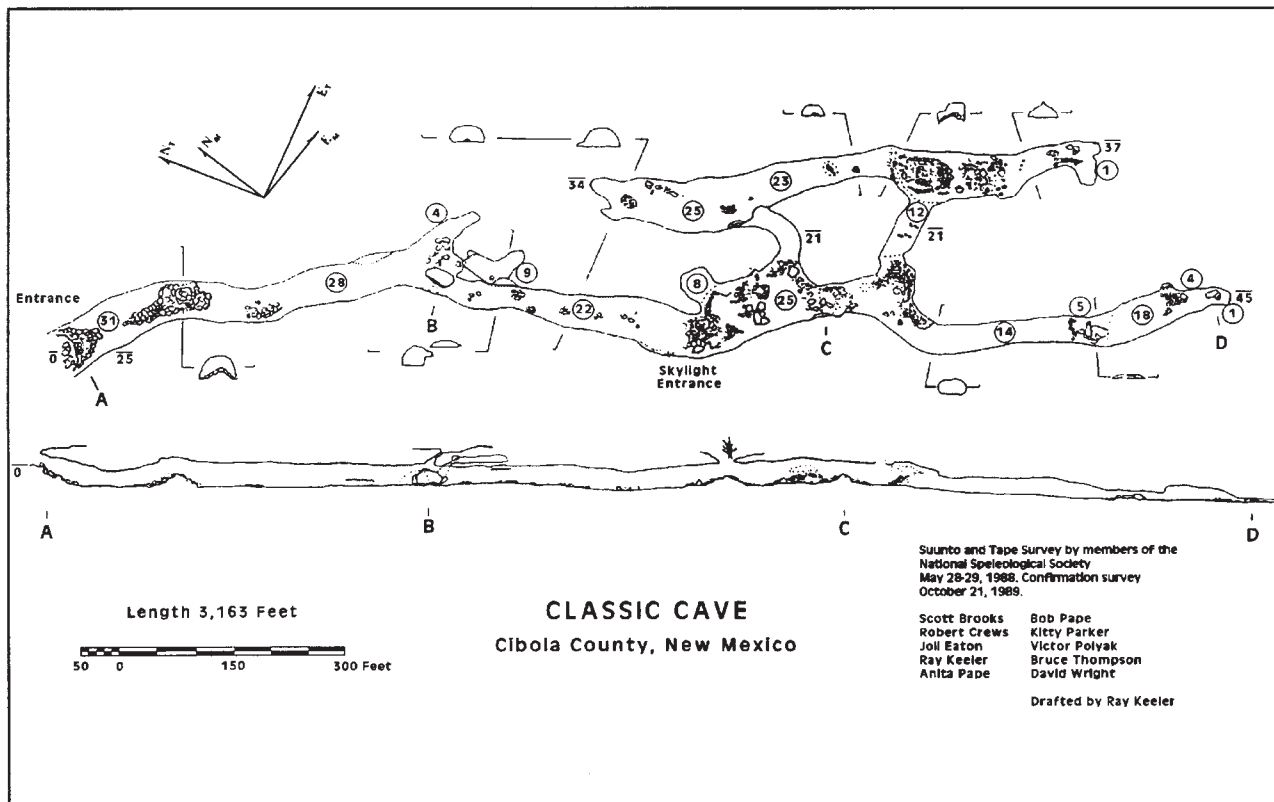 E T
N T
N M
E M
37
4
34
23
1
25
12
21
21
9
8
28
4
Entrance
22
25
5
45
31
B
18
1
14
0
25
C
D
Skylight
Entrance
A
0
A
B
C
D
Suunto and Tape Survey by members of the
National Speleological Society
May 28-29, 1988. Confirmation survey
October 21, 1989.
Length 3,163 Feet
CLASSIC CAVE
Cibola County, New Mexico
50 0 150 300 Feet
Scott Brooks Bob Pape
Robert Crews Kitty Parker
Joli Eaton Victor Polyak
Ray Keeler Bruce Thompson
Anita Pape David Wright
Drafted by Ray Keeler